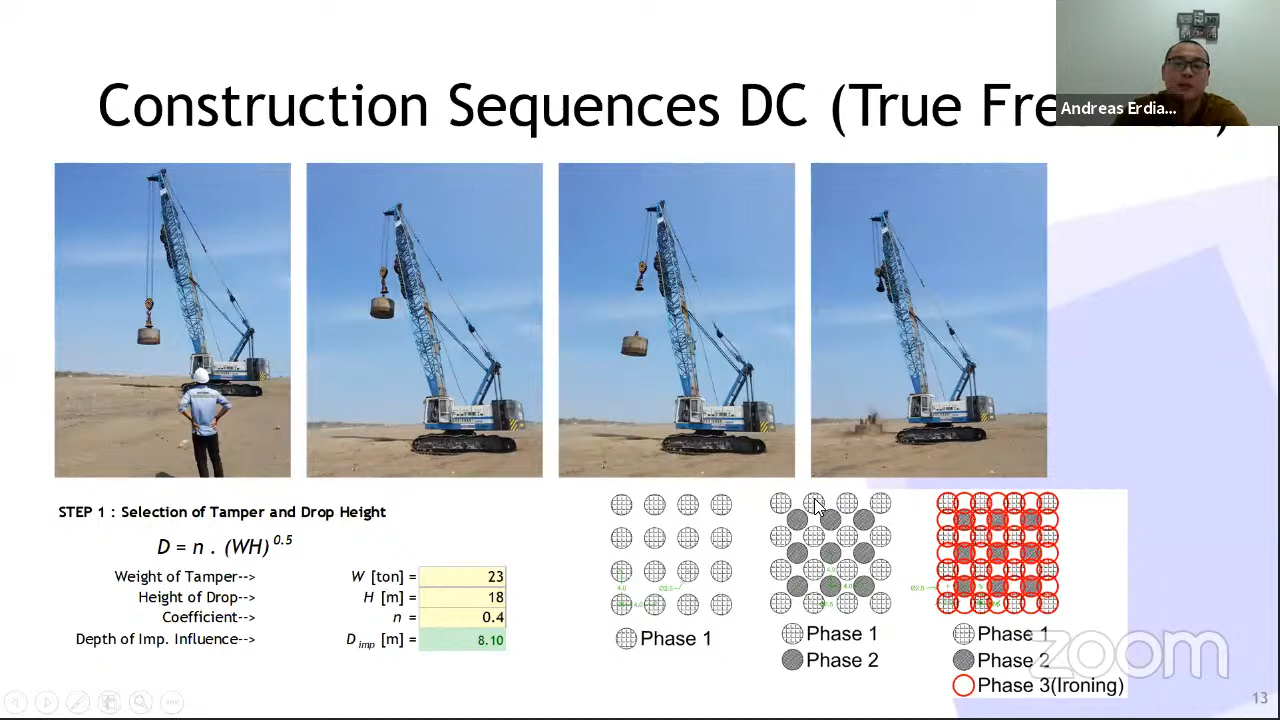 Construction Sequences DC (True Fre
Andreas Erdia...
STEP 1 : Selection of Tamper and Drop Height
D = n . (WH) 0.5
Weight of Tamper--> W [ton] = 23
Height of Drop--> H [m] = 18
Coefficient--> n = 0.4
Depth of Imp. Influence--> Dimp [m] = 8.10
Phase 1
Phase 1
Phase 2
Phase 1
Phase 2
Phase 3(Ironing)
zoom
13